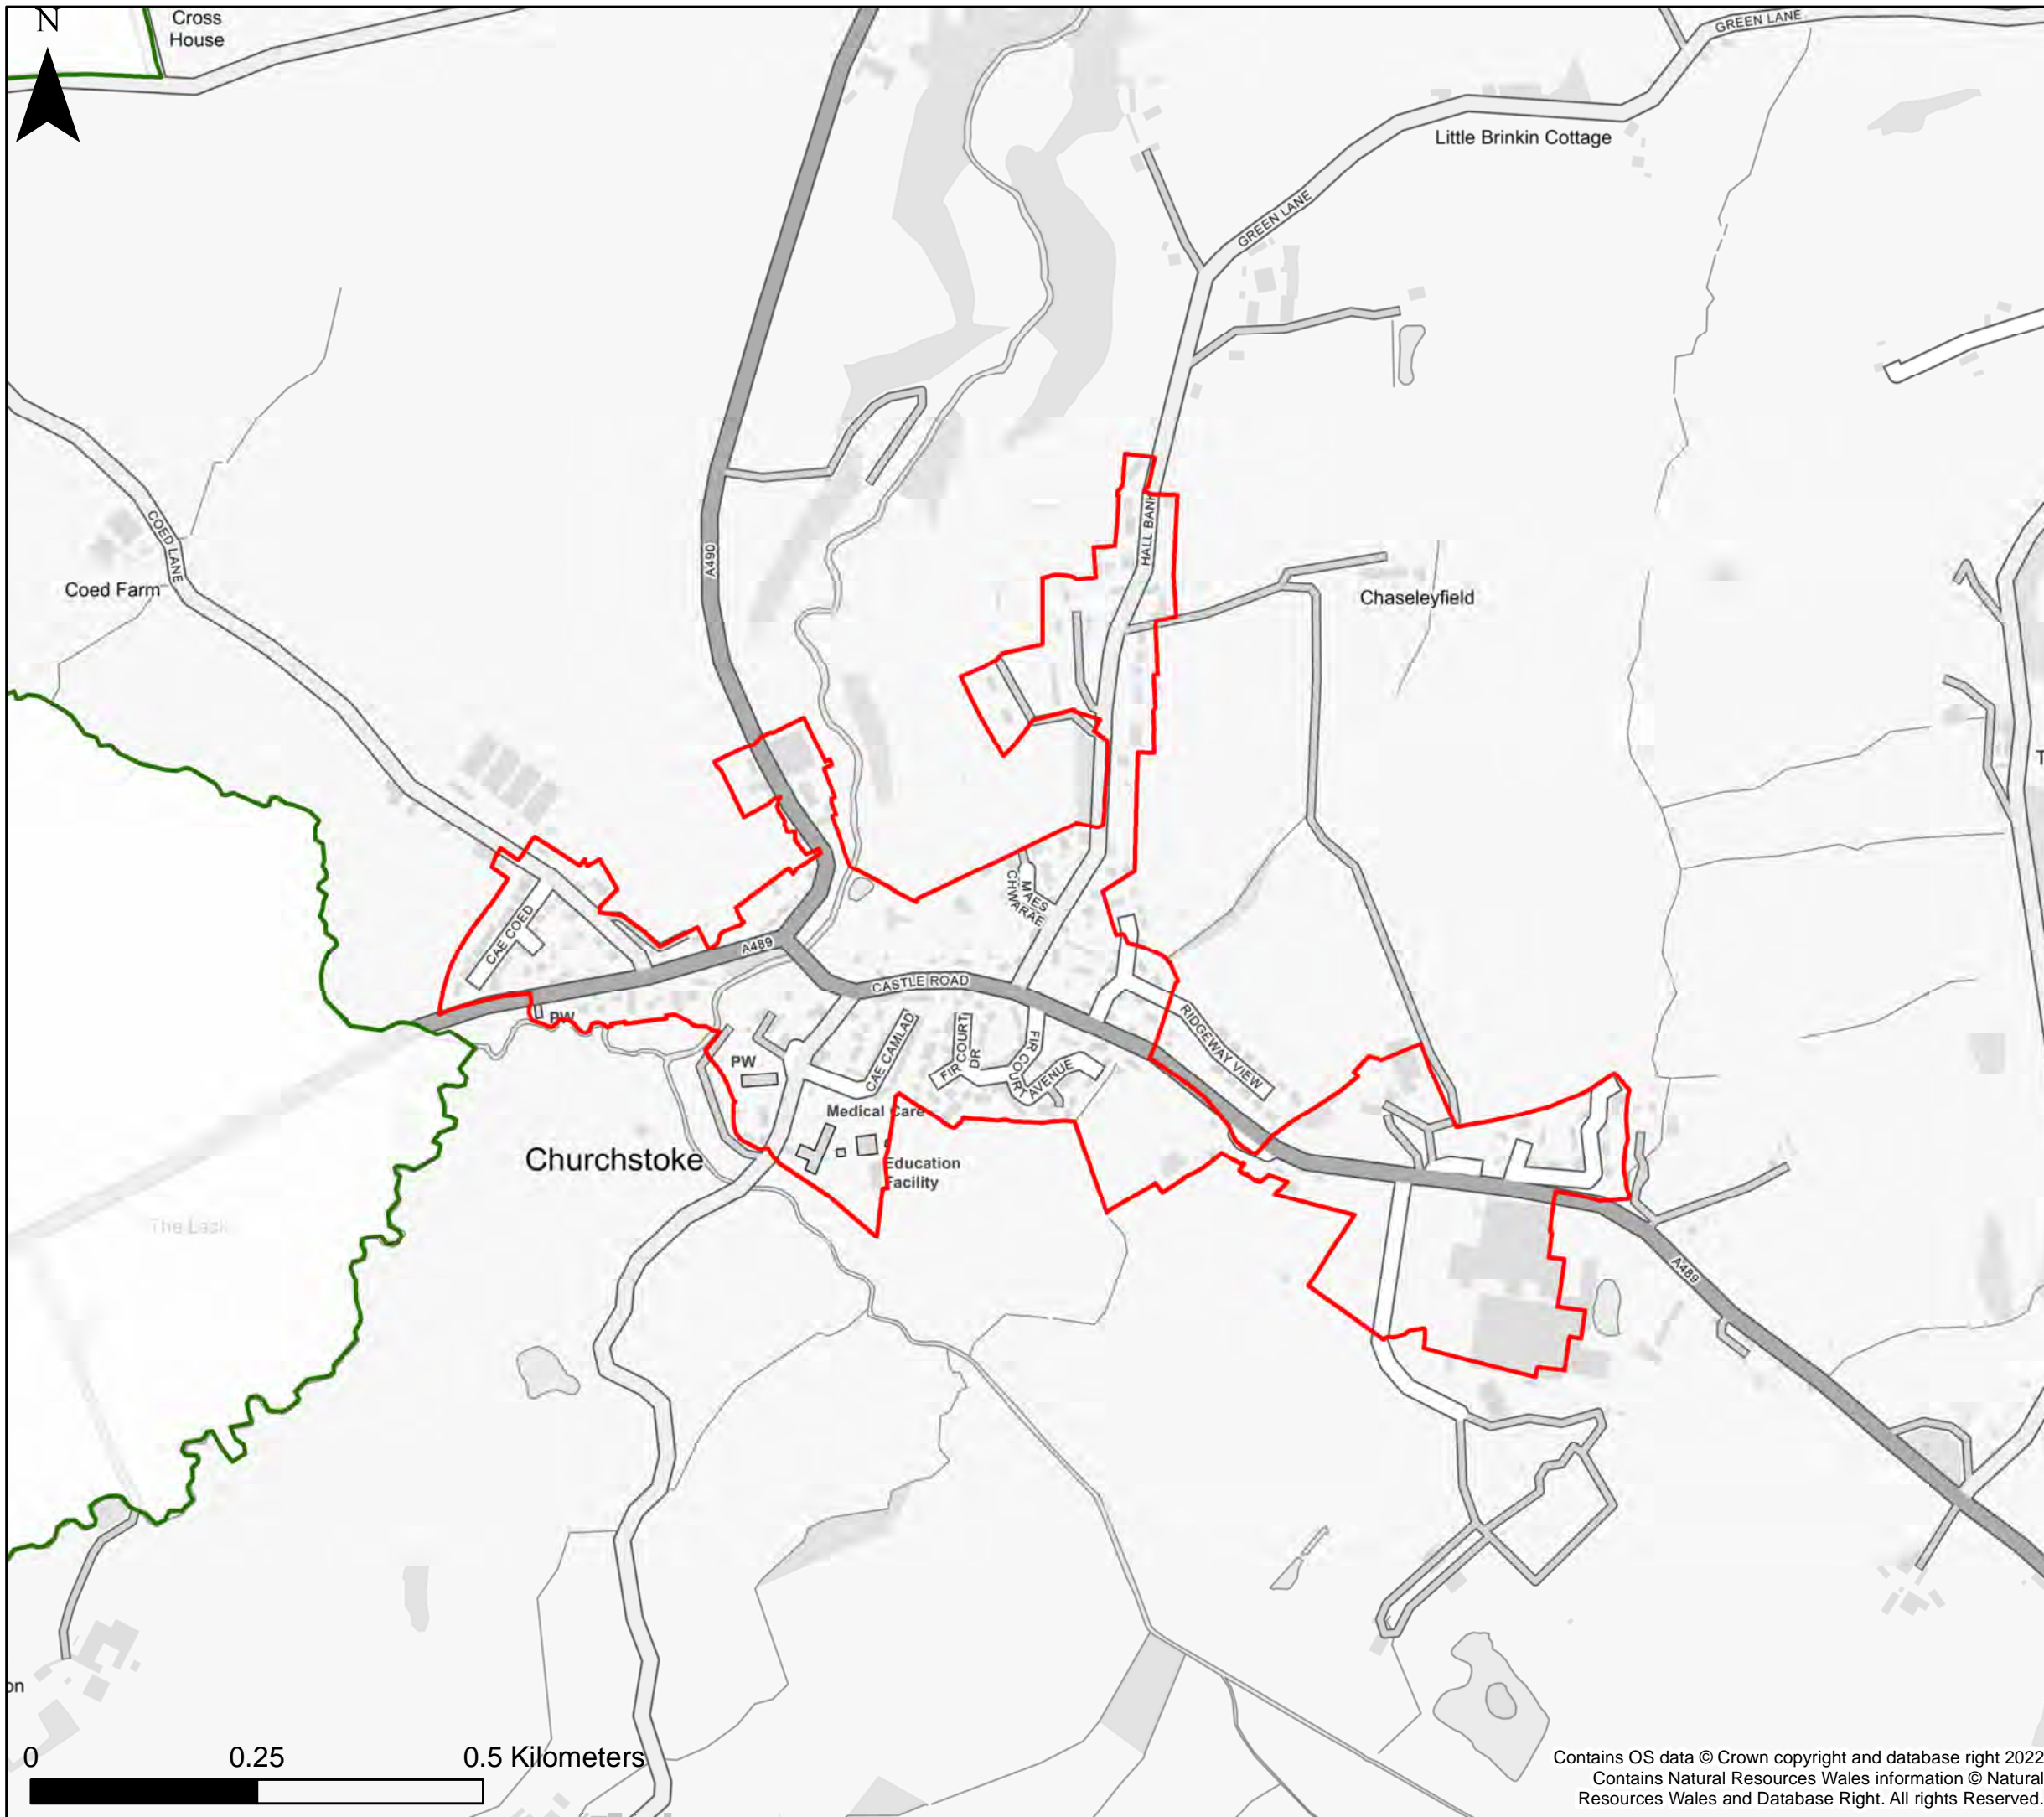 N
Cross
House
GREEN LANE
Little Brinkin Cottage
GREEN LANE
COED LANE
Coed Farm
A490
HALL BANK
Chaseleyfield
MAES
CHWARAE
CAE COED
A489
CASTLE ROAD
PW
PW
CAE CAMLAD
FIR COURT
DR
FIR COURT
AVENUE
RIDGEWAY VIEW
Medical Care
Churchstoke
Education
Facility
The Lack
A489
T
on
0 0.25 0.5 Kilometers
Contains OS data © Crown copyright and database right 2022
Contains Natural Resources Wales information © Natural
Resources Wales and Database Right. All rights Reserved.